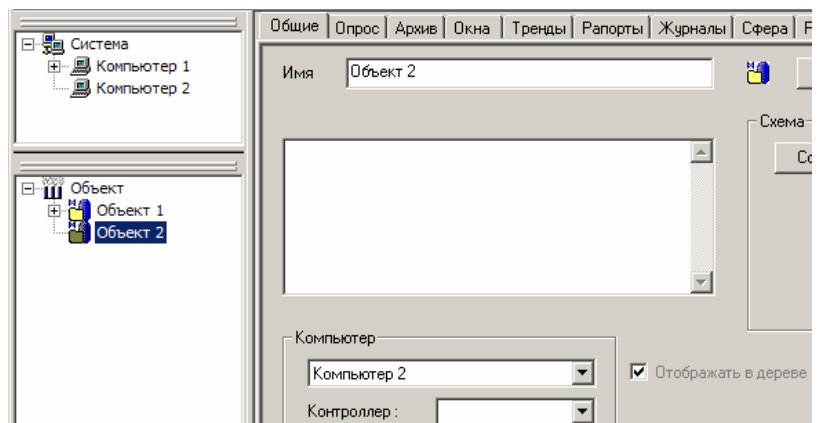 Система
Компьютер 1
Компьютер 2
Объект
Объект 1
Объект 2
Общие Опрос Архив Окна Тренды Рапорты Журналы Сфера
Имя Объект 2
Схема
Компьютер
Компьютер 2
Отображать в дереве
Контроллер :